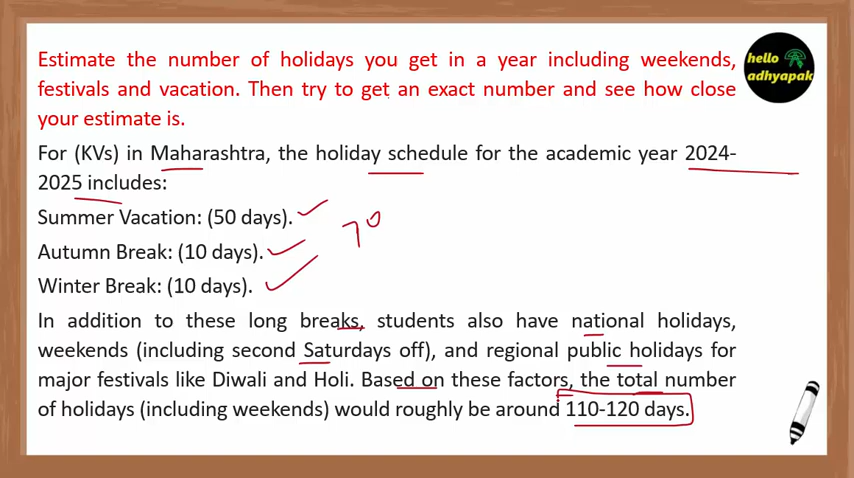 Estimate the number of holidays you get in a year including weekends,
festivals and vacation. Then try to get an exact number and see how close
your estimate is.
hello
adhyapak
For (KVs) in Maharashtra, the holiday schedule for the academic year 2024-
2025 includes:
Summer Vacation: (50 days).
Autumn Break: (10 days).
70
Winter Break: (10 days).
In addition to these long breaks, students also have national holidays,
weekends (including second Saturdays off), and regional public holidays for
major festivals like Diwali and Holi. Based on these factors, the total number
of holidays (including weekends) would roughly be around 110-120 days.